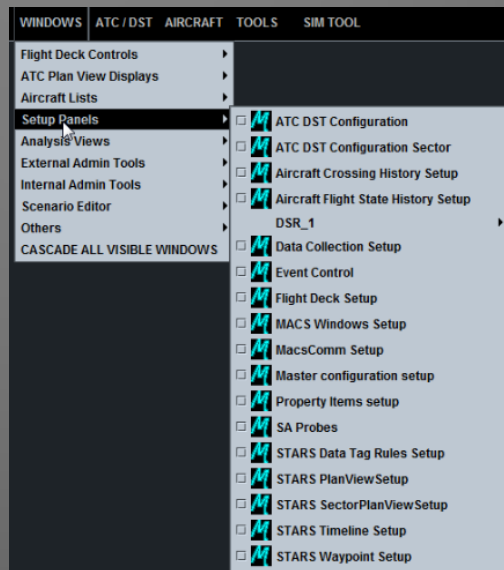 WINDOWS ATC / DST AIRCRAFT TOOLS SIM TOOL
Flight Deck Controls
ATC Plan View Displays
Aircraft Lists
Setup Panels
Analysis Views
External Admin Tools
Internal Admin Tools
Scenario Editor
Others
CASCADE ALL VISIBLE WINDOWS
ATC DST Configuration
ATC DST Configuration Sector
Aircraft Crossing History Setup
Aircraft Flight State History Setup
DSR_1
Data Collection Setup
Event Control
Flight Deck Setup
MACS Windows Setup
MacsComm Setup
Master configuration setup
Property Items setup
SA Probes
STARS Data Tag Rules Setup
STARS PlanViewSetup
STARS SectorPlanViewSetup
STARS Timeline Setup
STARS Waypoint Setup